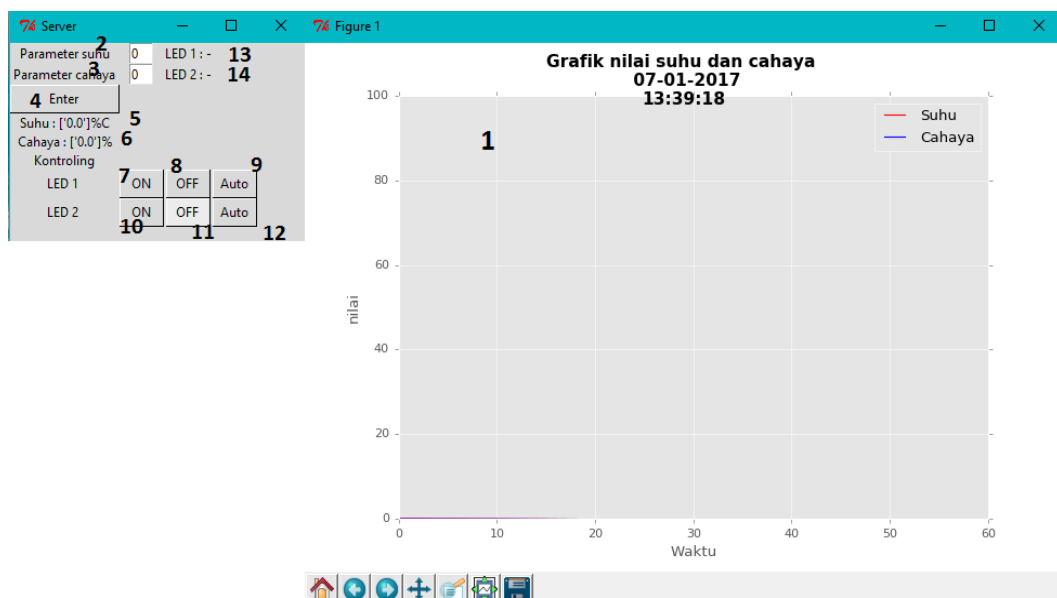 Server
Parameter suhu 2 0 LED 1 : - 13
Parameter cahaya 3 0 LED 2 : - 14
4 Enter
Suhu : ['0.0']%C 5
Cahaya : ['0.0']% 6
Kontroling
LED 1 7 ON 8 OFF 9 Auto
LED 2 10 ON 11 OFF 12 Auto
Figure 1
Grafik nilai suhu dan cahaya
07-01-2017
13:39:18
Suhu
Cahaya
1
100
80
60
40
20
0
nilai
0 10 20 30 40 50 60
Waktu